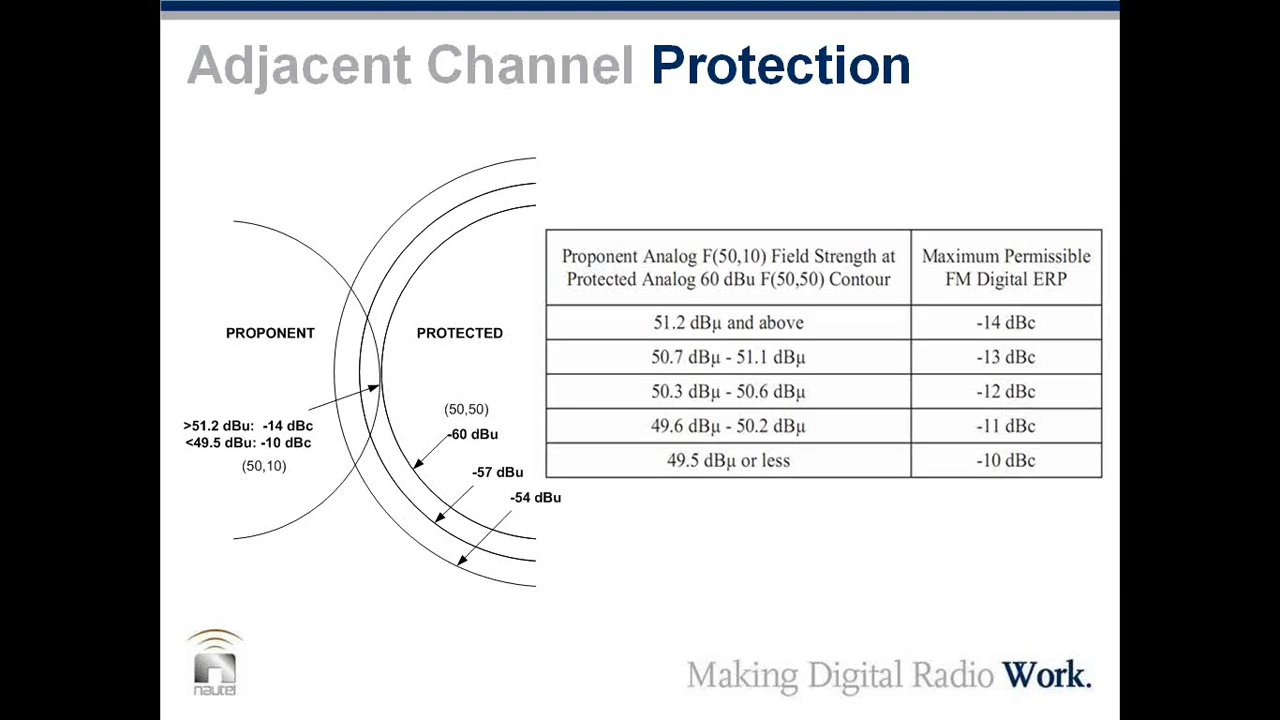 Adjacent Channel Protection
PROPONENT
PROTECTED
>51.2 dBu: -14 dBc
<49.5 dBu: -10 dBc
(50,10)
(50,50)
-60 dBu
-57 dBu
-54 dBu
Proponent Analog F(50,10) Field Strength at
Protected Analog 60 dBu F(50,50) Contour
Maximum Permissible
FM Digital ERP
51.2 dBµ and above
-14 dBc
50.7 dBµ - 51.1 dBµ
-13 dBc
50.3 dBµ - 50.6 dBµ
-12 dBc
49.6 dBµ - 50.2 dBµ
-11 dBc
49.5 dBµ or less
-10 dBc
nautel
Making Digital Radio Work.